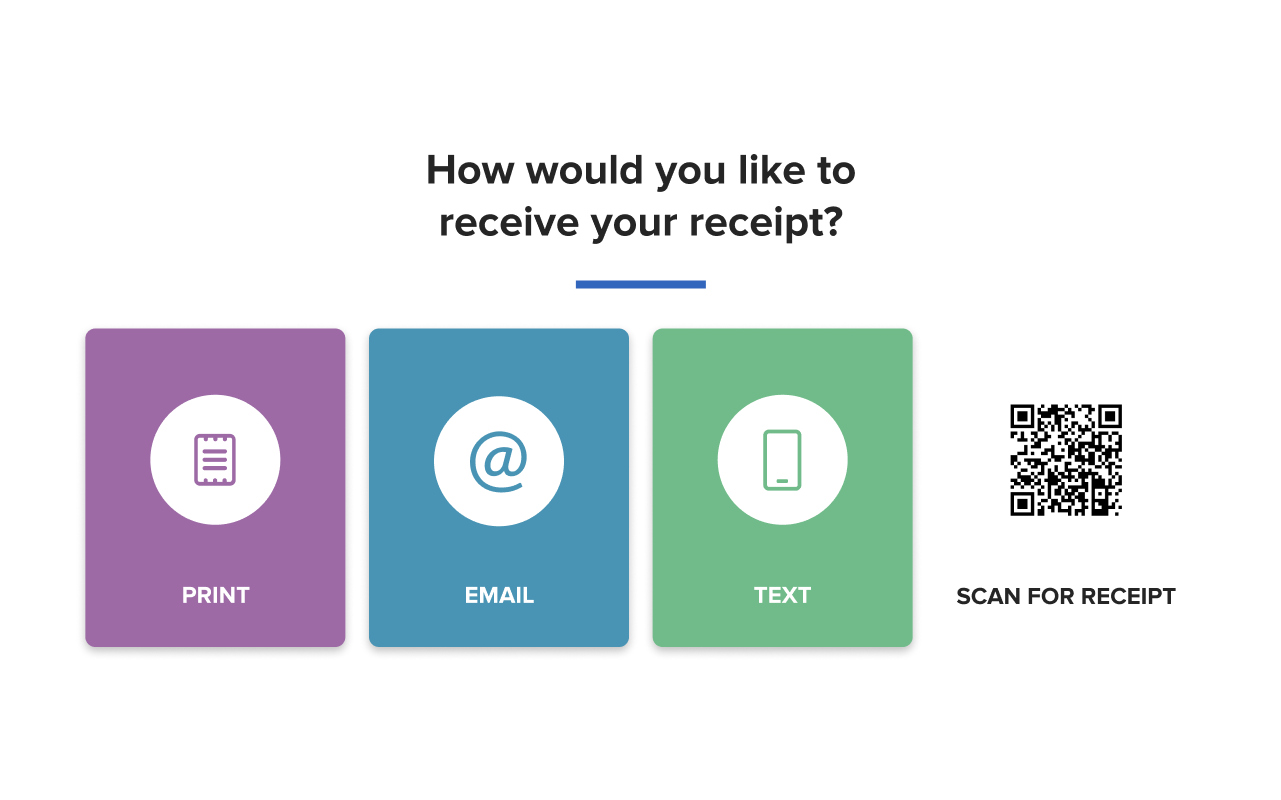 How would you like to
receive your receipt?
PRINT
@
EMAIL
TEXT
SCAN FOR RECEIPT